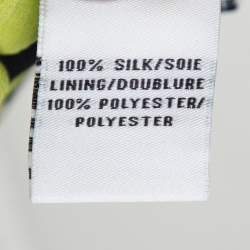 100% SILK/SOIE
LINING/DOUBLURE
100% POLYESTER/
POLYESTER